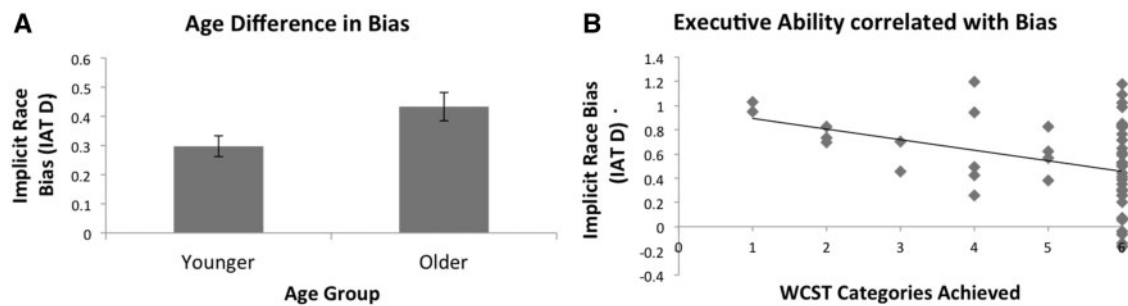 A
Age Difference in Bias
Implicit Race
Bias (IAT D)
0.6
0.5
0.4
0.3
0.2
0.1
0
Younger
Older
Age Group
B
Executive Ability correlated with Bias
Implicit Race Bias
(IAT D)
1.4
1.2
1
0.8
0.6
0.4
0.2
0
-0.2
-0.4
0
1
2
3
4
5
6
WCST Categories Achieved